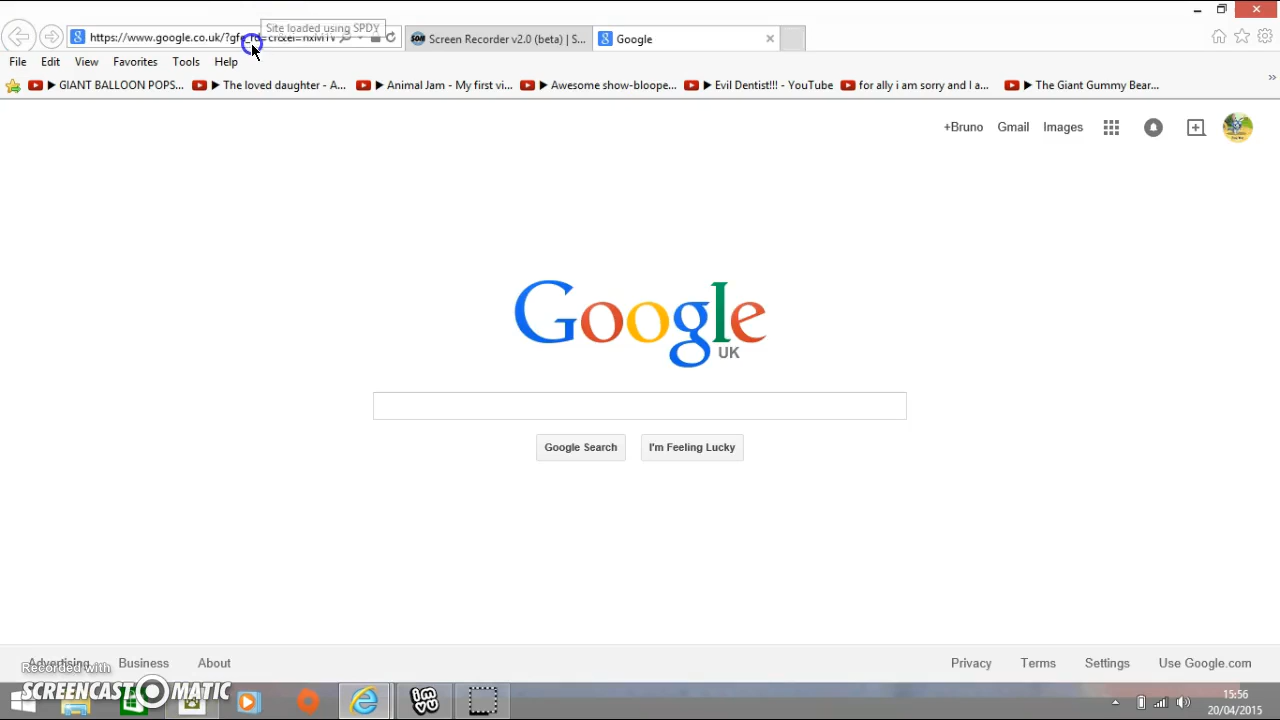 Site loaded using SPDY
https://www.google.co.uk/?gfe_rd=cr&ei=
Screen Recorder v2.0 (beta) | S...
Google
File Edit View Favorites Tools Help
GIANT BALLOON POPS... The loved daughter - A... Animal Jam - My first vi... Awesome show-bloope... Evil Dentist!!! - YouTube for ally i am sorry and I a... The Giant Gummy Bear...
+Bruno Gmail Images
Google
UK
Google Search I'm Feeling Lucky
Advertising Business About Privacy Terms Settings Use Google.com
Recorded with
SCREENCAST-O-MATIC
15:56
20/04/2015